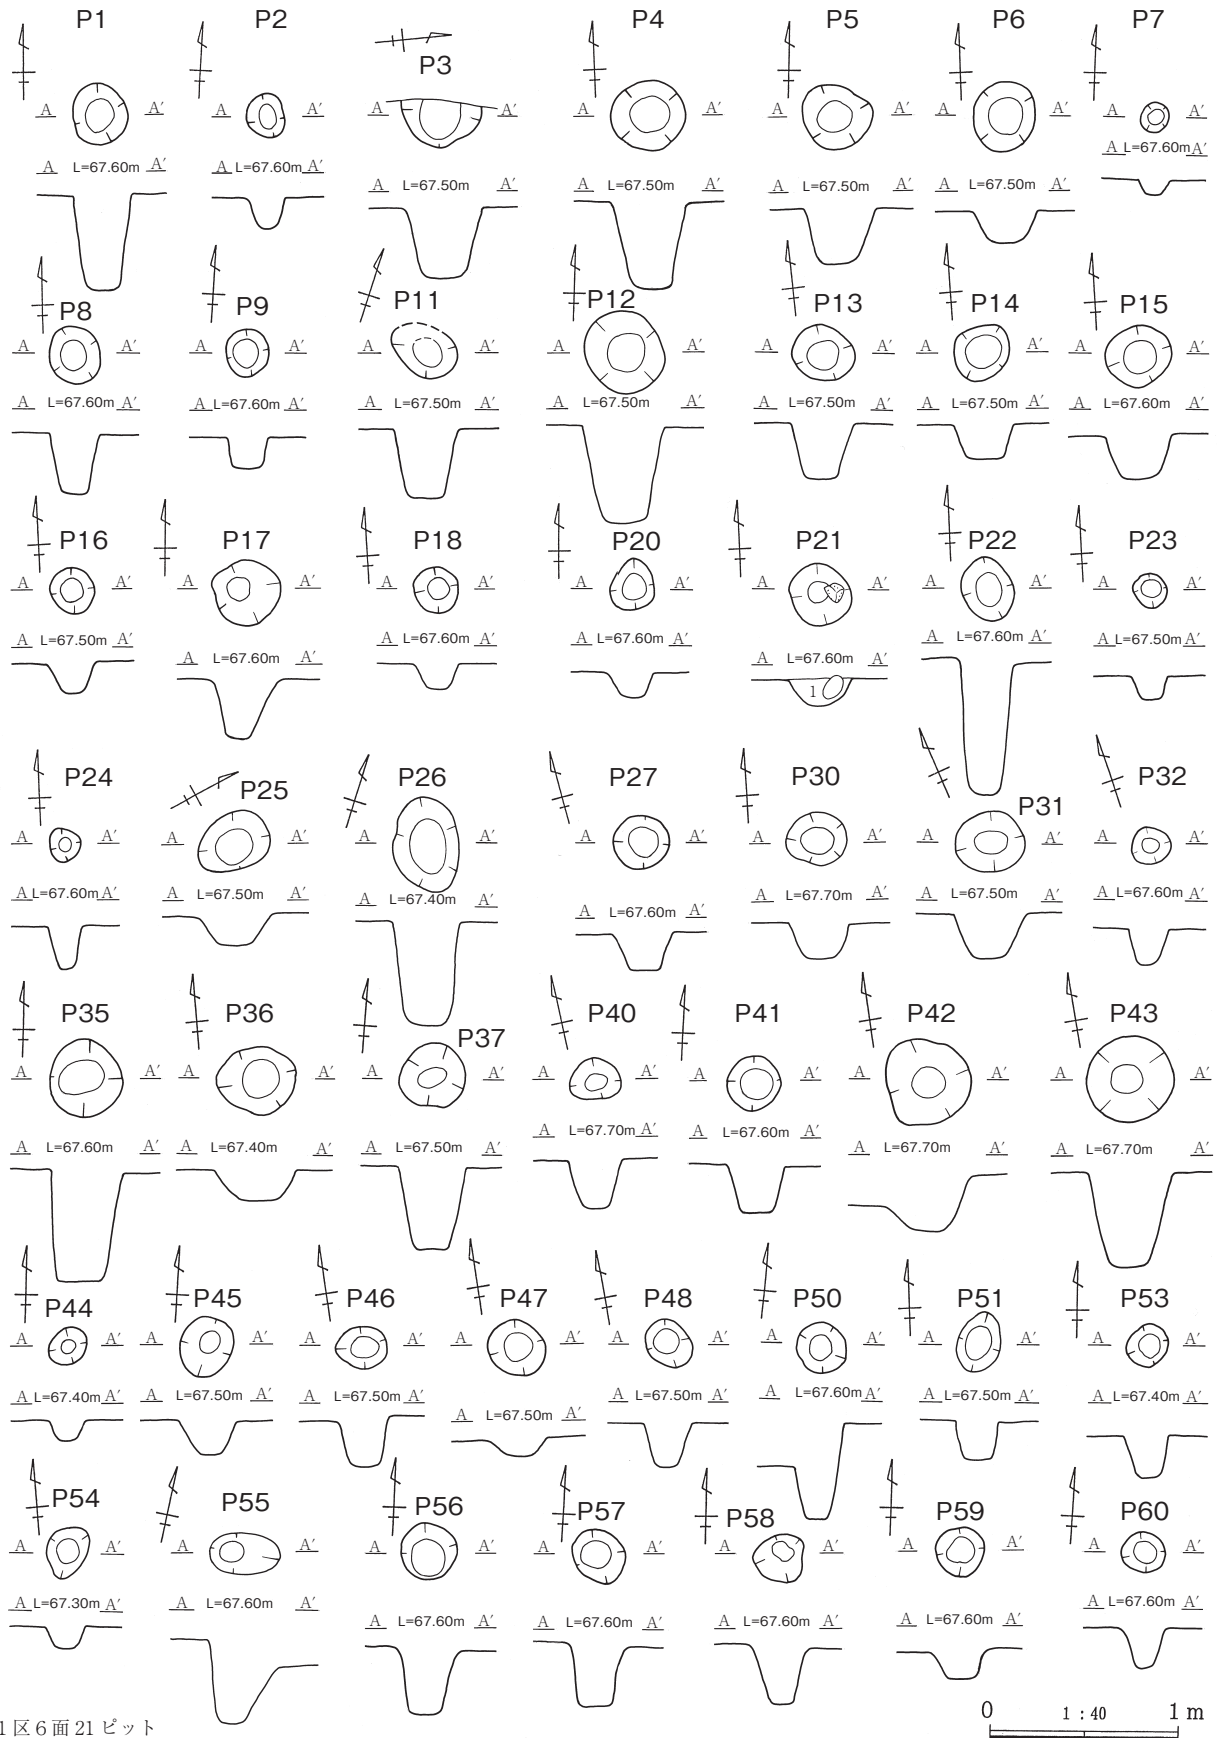 P1 P2 P3 P4 P5 P6 P7
A A′ A A′ A A′ A A′ A A′ A A′ A A′
A L=67.60m A′ A L=67.60m A′ A L=67.50m A′ A L=67.50m A′ A L=67.50m A′ A L=67.50m A′ A L=67.60m A′
P8 P9 P11 P12 P13 P14 P15
A A′ A A′ A A′ A A′ A A′ A A′ A A′
A L=67.60m A′ A L=67.60m A′ A L=67.50m A′ A L=67.50m A′ A L=67.50m A′ A L=67.50m A′ A L=67.60m A′
P16 P17 P18 P20 P21 P22 P23
A A′ A A′ A A′ A A′ A A′ A A′ A A′
A L=67.50m A′ A L=67.60m A′ A L=67.60m A′ A L=67.60m A′ A L=67.60m A′ A L=67.60m A′ A L=67.50m A′
1
P24 P25 P26 P27 P30 P31 P32
A A′ A A′ A A′ A A′ A A′ A A′ A A′
A L=67.60m A′ A L=67.50m A′ A L=67.40m A′ A L=67.60m A′ A L=67.70m A′ A L=67.50m A′ A L=67.60m A′
P35 P36 P37 P40 P41 P42 P43
A A′ A A′ A A′ A A′ A A′ A A′ A A′
A L=67.60m A′ A L=67.40m A′ A L=67.50m A′ A L=67.70m A′ A L=67.60m A′ A L=67.70m A′ A L=67.70m A′
P44 P45 P46 P47 P48 P50 P51 P53
A A′ A A′ A A′ A A′ A A′ A A′ A A′ A A′
A L=67.40m A′ A L=67.50m A′ A L=67.50m A′ A L=67.50m A′ A L=67.50m A′ A L=67.60m A′ A L=67.50m A′ A L=67.40m A′
P54 P55 P56 P57 P58 P59 P60
A A′ A A′ A A′ A A′ A A′ A A′ A A′
A L=67.30m A′ A L=67.60m A′ A L=67.60m A′ A L=67.60m A′ A L=67.60m A′ A L=67.60m A′ A L=67.60m A′
1区6面21ピット
0 1:40 1m